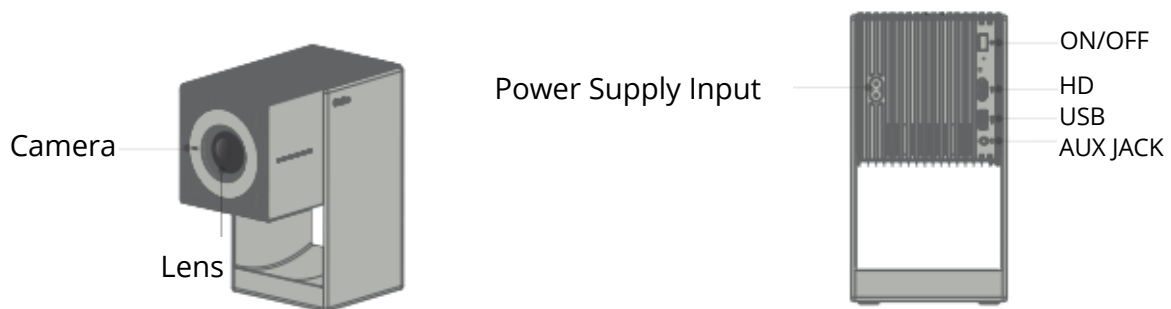 Camera
Lens
Power Supply Input
ON/OFF
HD
USB
AUX JACK